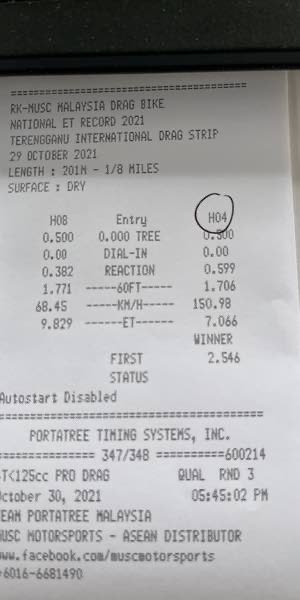 =====================================
RK-MUSC MALAYSIA DRAG BIKE
NATIONAL ET RECORD 2021
TERENGGANU INTERNATIONAL DRAG STRIP
29 OCTOBER 2021
LENGTH : 201M - 1/8 MILES
SURFACE : DRY
H08 Entry H04
0.500 0.000 TREE 0.500
0.00 DIAL-IN 0.00
0.382 REACTION 0.599
1.771 -----60FT----- 1.706
68.45 -----KM/H----- 150.98
9.829 ------ET------ 7.066
WINNER
FIRST 2.546
STATUS
Autostart Disabled
=====================================
PORTATREE TIMING SYSTEMS, INC.
============== 347/348 ==========600214
T<125cc PRO DRAG QUAL RND 3
ctober 30, 2021 05:45:02 PM
EAM PORTATREE MALAYSIA
USC MOTORSPORTS - ASEAN DISTRIBUTOR
ww.facebook.com/muscmotorsports
+6016-6681490